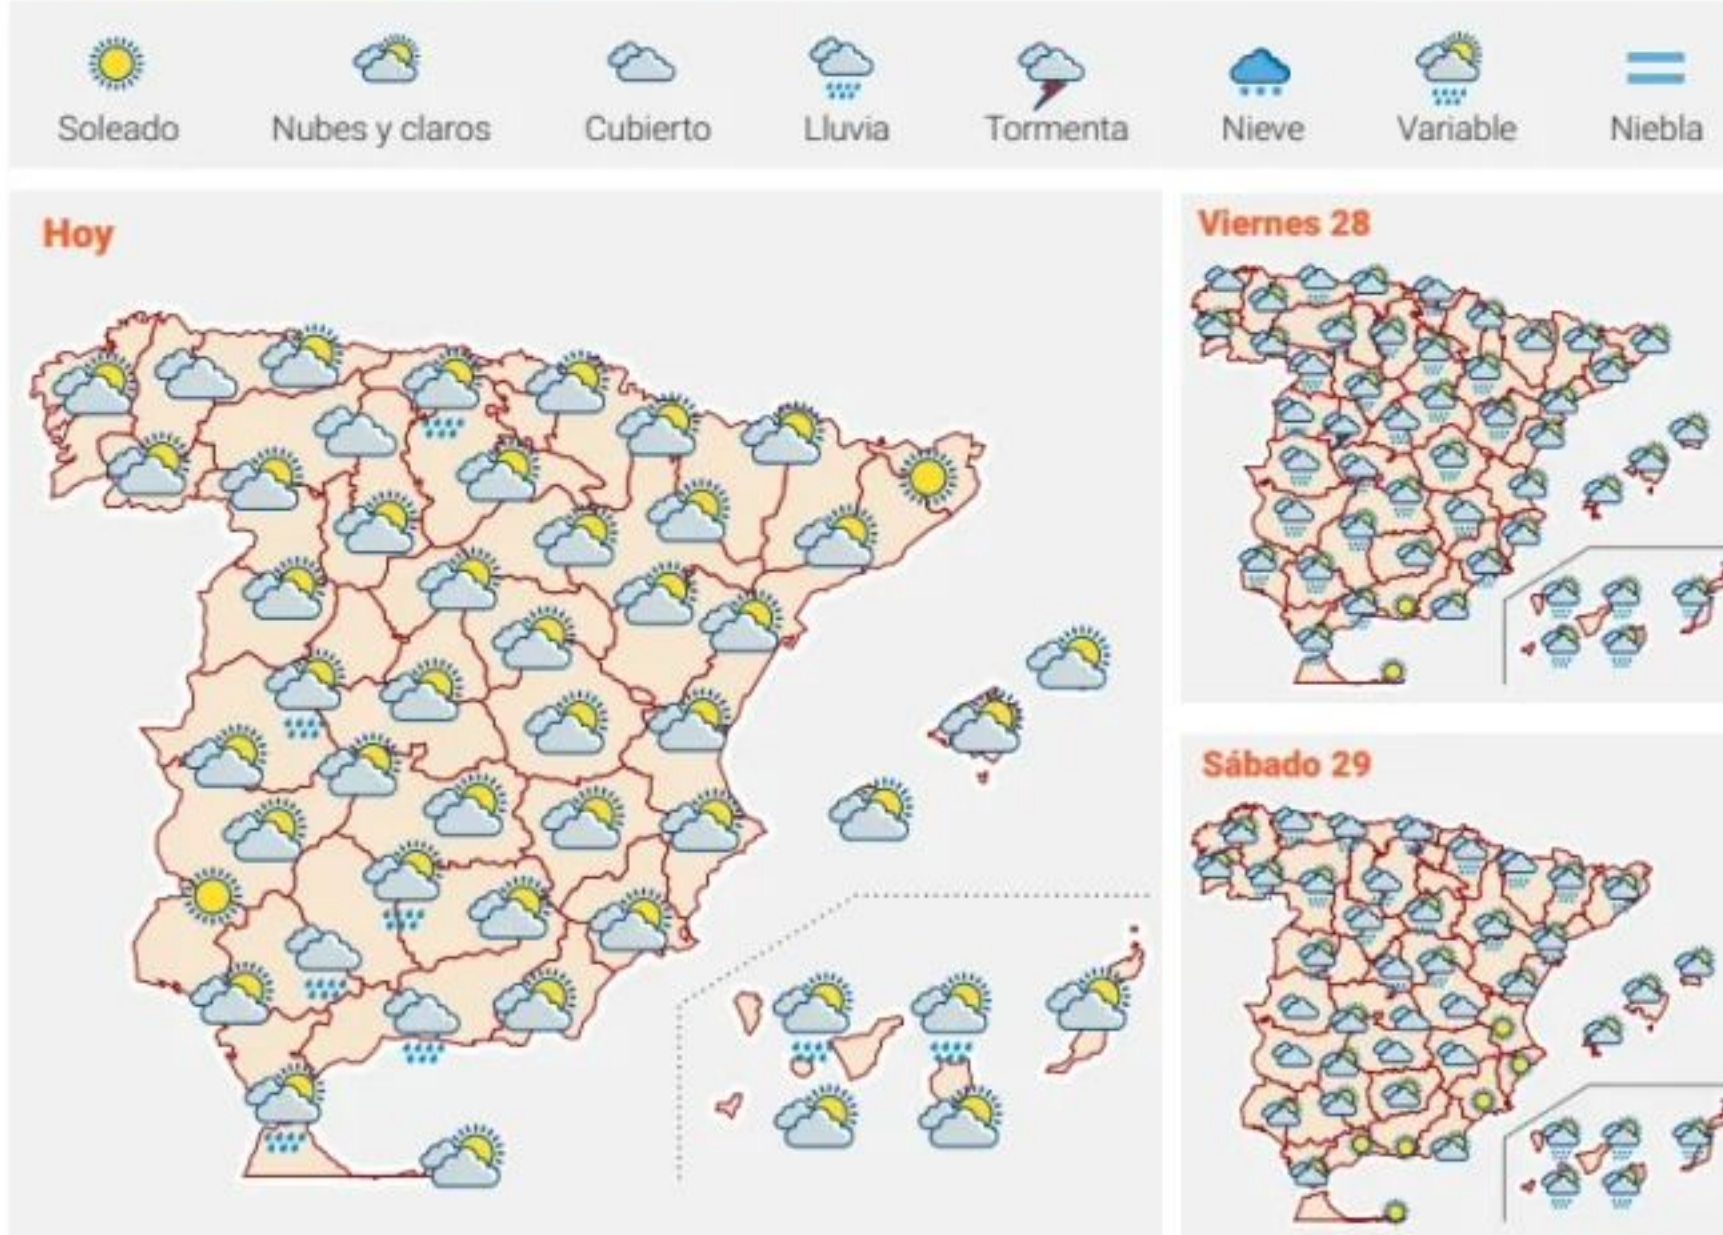 Soleado Nubes y claros Cubierto Lluvia Tormenta Nieve Variable Niebla
Hoy
Viernes 28
Sábado 29